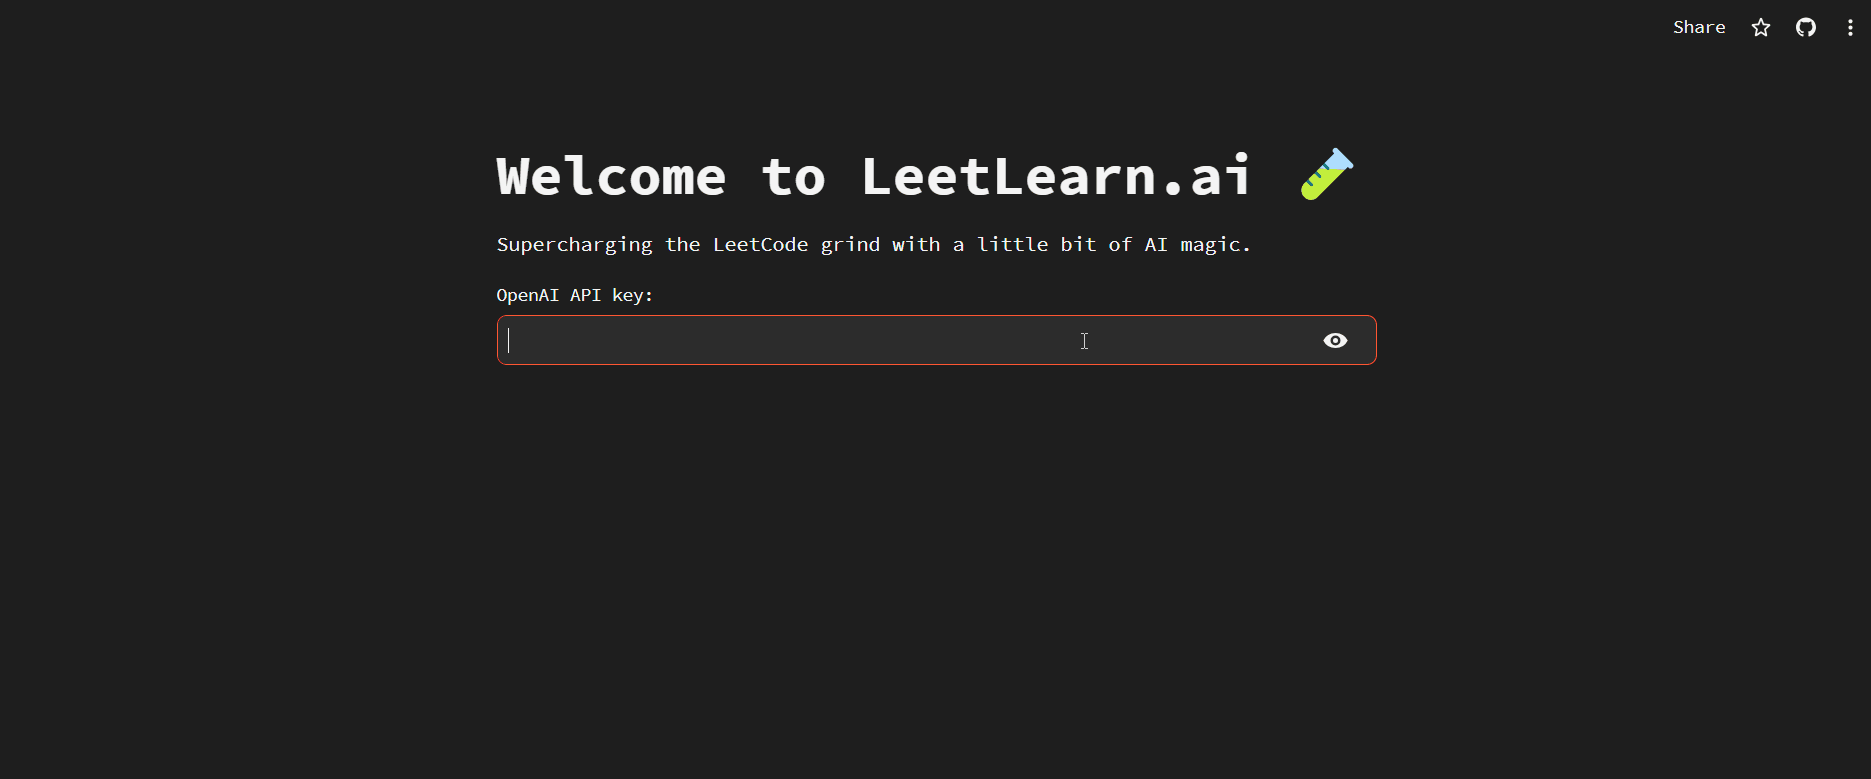 Share
Welcome to LeetLearn.ai
Supercharging the LeetCode grind with a little bit of AI magic.
OpenAI API key: